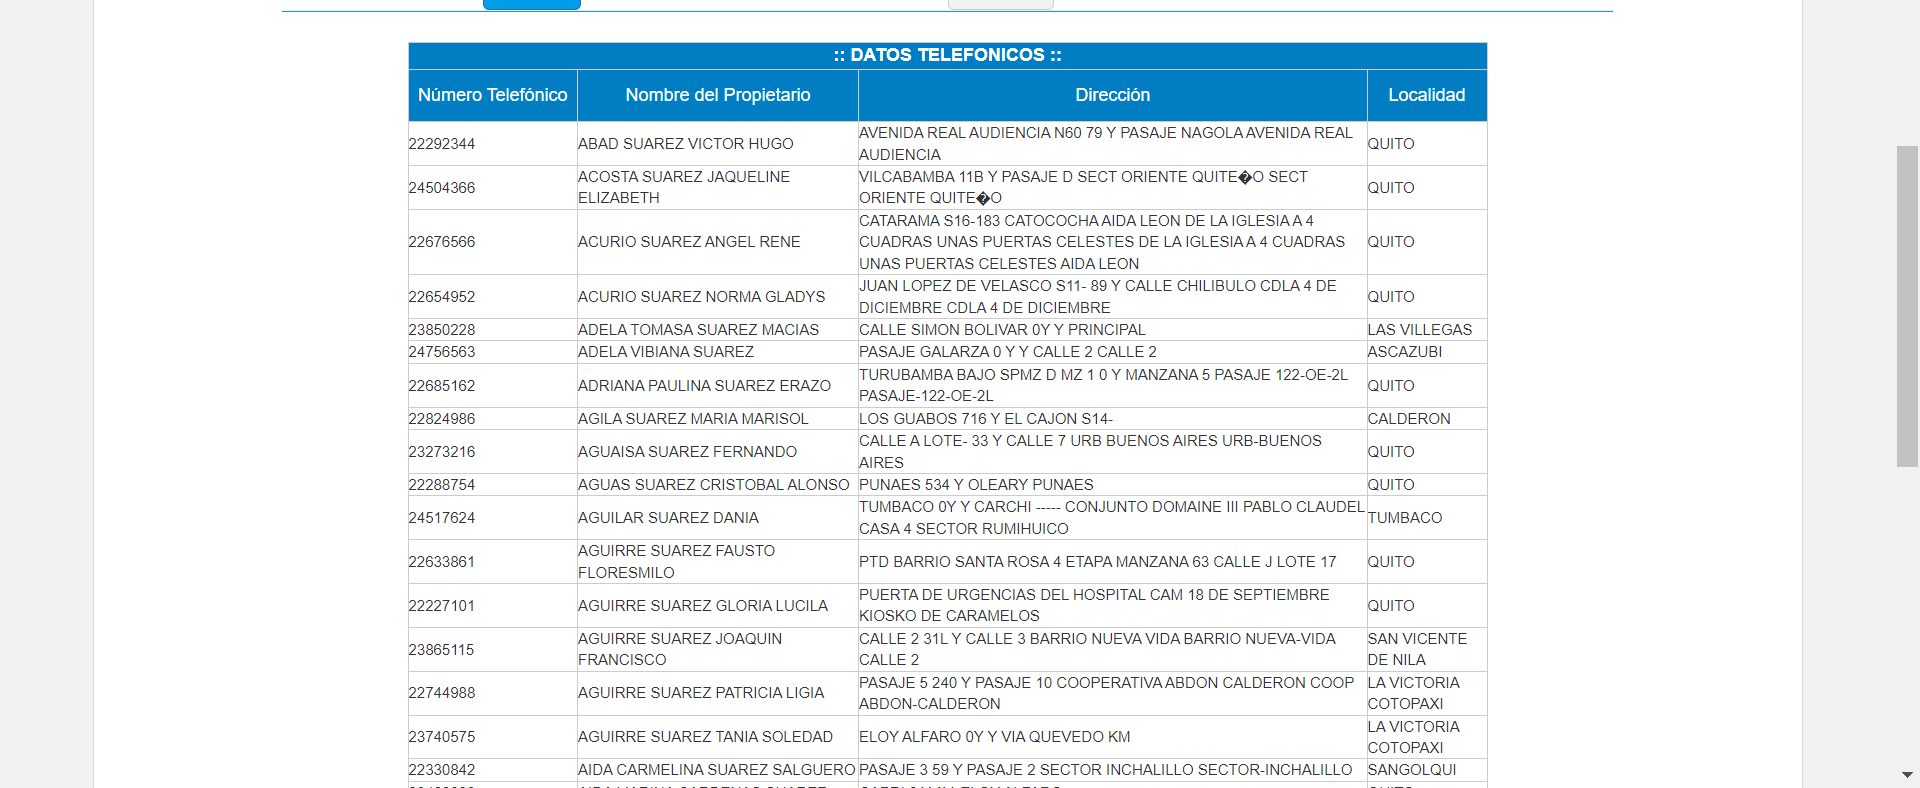 :: DATOS TELEFONICOS ::
Número Telefónico Nombre del Propietario Dirección Localidad
22292344 ABAD SUAREZ VICTOR HUGO AVENIDA REAL AUDIENCIA N60 79 Y PASAJE NAGOLA AVENIDA REAL
AUDIENCIA QUITO
24504366 ACOSTA SUAREZ JAQUELINE
ELIZABETH VILCABAMBA 11B Y PASAJE D SECT ORIENTE QUITE�O SECT
ORIENTE QUITE�O QUITO
22676566 ACURIO SUAREZ ANGEL RENE CATARAMA S16-183 CATOCOCHA AIDA LEON DE LA IGLESIA A 4
CUADRAS UNAS PUERTAS CELESTES DE LA IGLESIA A 4 CUADRAS
UNAS PUERTAS CELESTES AIDA LEON QUITO
22654952 ACURIO SUAREZ NORMA GLADYS JUAN LOPEZ DE VELASCO S11- 89 Y CALLE CHILIBULO CDLA 4 DE
DICIEMBRE CDLA 4 DE DICIEMBRE QUITO
23850228 ADELA TOMASA SUAREZ MACIAS CALLE SIMON BOLIVAR 0Y Y PRINCIPAL LAS VILLEGAS
24756563 ADELA VIBIANA SUAREZ PASAJE GALARZA 0 Y Y CALLE 2 CALLE 2 ASCAZUBI
22685162 ADRIANA PAULINA SUAREZ ERAZO TURUBAMBA BAJO SPMZ D MZ 1 0 Y MANZANA 5 PASAJE 122-OE-2L
PASAJE-122-OE-2L QUITO
22824986 AGILA SUAREZ MARIA MARISOL LOS GUABOS 716 Y EL CAJON S14- CALDERON
23273216 AGUAISA SUAREZ FERNANDO CALLE A LOTE- 33 Y CALLE 7 URB BUENOS AIRES URB-BUENOS
AIRES QUITO
22288754 AGUAS SUAREZ CRISTOBAL ALONSO PUNAES 534 Y OLEARY PUNAES QUITO
24517624 AGUILAR SUAREZ DANIA TUMBACO 0Y Y CARCHI ----- CONJUNTO DOMAINE III PABLO CLAUDEL
CASA 4 SECTOR RUMIHUICO TUMBACO
22633861 AGUIRRE SUAREZ FAUSTO
FLORESMILO PTD BARRIO SANTA ROSA 4 ETAPA MANZANA 63 CALLE J LOTE 17 QUITO
22227101 AGUIRRE SUAREZ GLORIA LUCILA PUERTA DE URGENCIAS DEL HOSPITAL CAM 18 DE SEPTIEMBRE
KIOSKO DE CARAMELOS QUITO
23865115 AGUIRRE SUAREZ JOAQUIN
FRANCISCO CALLE 2 31L Y CALLE 3 BARRIO NUEVA VIDA BARRIO NUEVA-VIDA
CALLE 2 SAN VICENTE
DE NILA
22744988 AGUIRRE SUAREZ PATRICIA LIGIA PASAJE 5 240 Y PASAJE 10 COOPERATIVA ABDON CALDERON COOP
ABDON-CALDERON LA VICTORIA
COTOPAXI
23740575 AGUIRRE SUAREZ TANIA SOLEDAD ELOY ALFARO 0Y Y VIA QUEVEDO KM LA VICTORIA
COTOPAXI
22330842 AIDA CARMELINA SUAREZ SALGUERO PASAJE 3 59 Y PASAJE 2 SECTOR INCHALILLO SECTOR-INCHALILLO SANGOLQUI